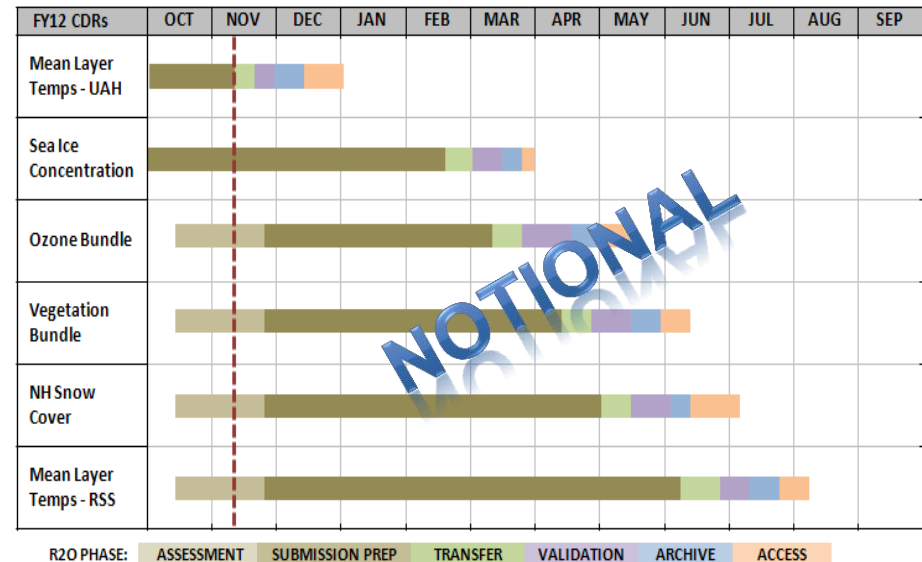 FY12 CDRs OCT NOV DEC JAN FEB MAR APR MAY JUN JUL AUG SEP
Mean Layer
Temps - UAH
Sea Ice
Concentration
Ozone Bundle
Vegetation
Bundle
NH Snow
Cover
Mean Layer
Temps - RSS
NOTIONAL
R2O PHASE: ASSESSMENT SUBMISSION PREP TRANSFER VALIDATION ARCHIVE ACCESS